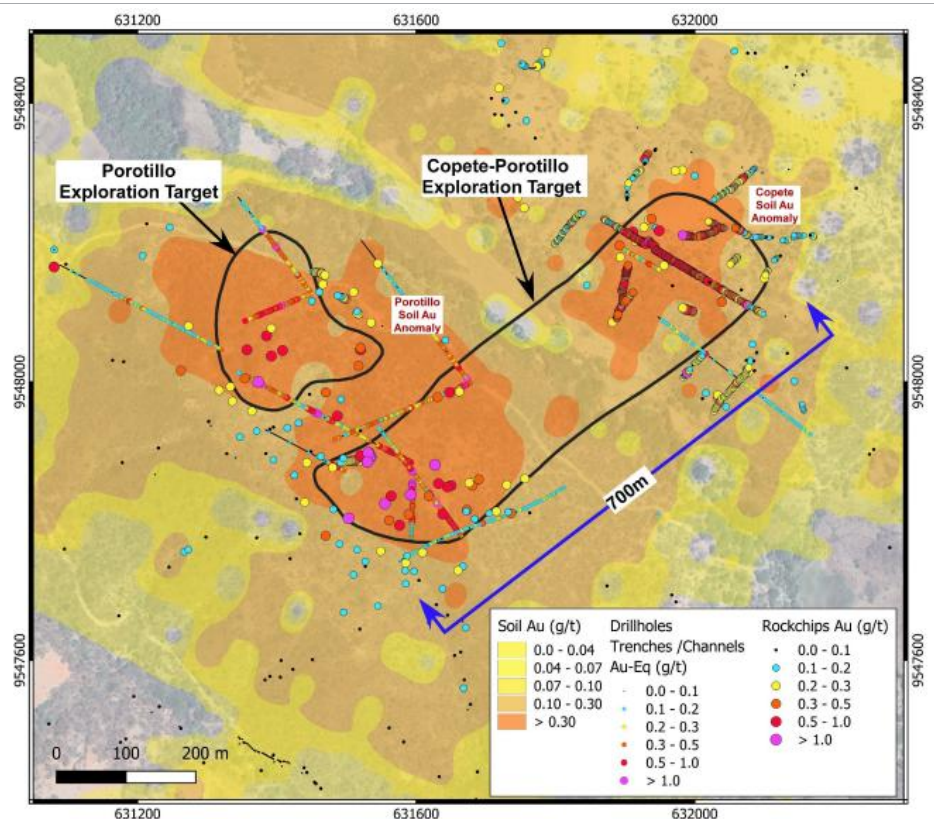 631200 631600 632000
9548400
9548400
Porotillo
Exploration Target
Copete-Porotillo
Exploration Target
Copete
Soil Au
Anomaly
Porotillo
Soil Au
Anomaly
9548000
9548000
700m
9547600
9547600
Soil Au (g/t)
0.0 - 0.04
0.04 - 0.07
0.07 - 0.10
0.10 - 0.30
> 0.30
Drillholes
Trenches /Channels
Au-Eq (g/t)
0.0 - 0.1
0.1 - 0.2
0.2 - 0.3
0.3 - 0.5
0.5 - 1.0
> 1.0
Rockchips Au (g/t)
0.0 - 0.1
0.1 - 0.2
0.2 - 0.3
0.3 - 0.5
0.5 - 1.0
> 1.0
0 100 200 m
631200 631600 632000